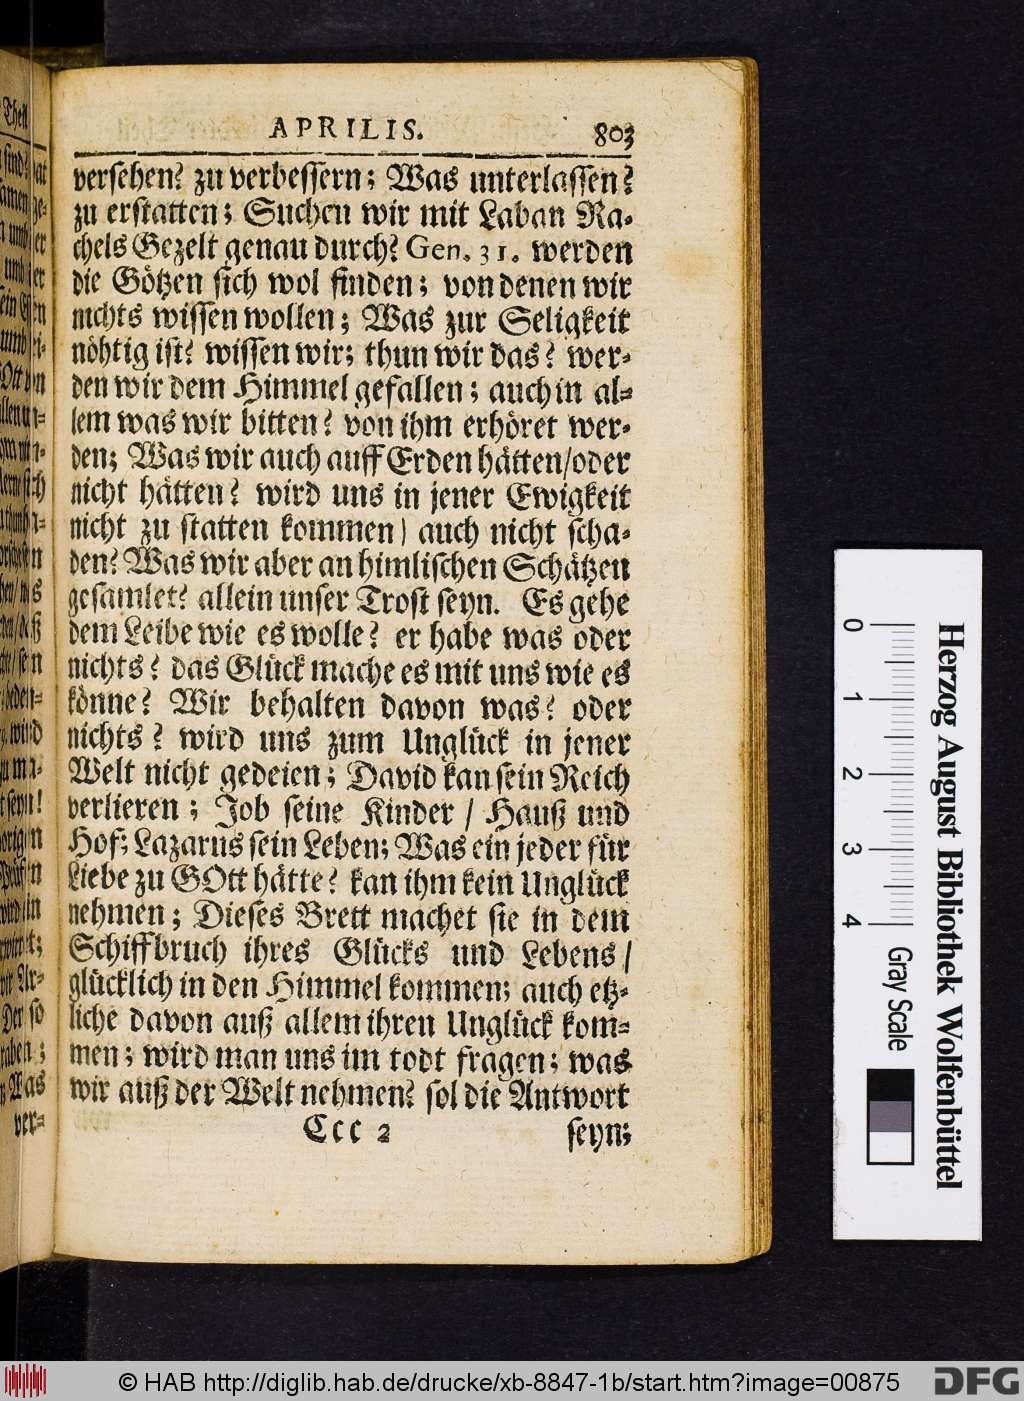 APRILIS. 803
versehen? zu verbessern; Was unterlassen?
zu erstatten; Suchen wir mit Laban Ra-
chels Gezelt genau durch? Gen. 31. werden
die Götzen sich wol finden; von denen wir
nichts wissen wollen; Was zur Seligkeit
nöhtig ist? wissen wir; thun wir das? wer-
den wir dem Himmel gefallen; auch in al-
lem was wir bitten? von ihm erhöret wer-
den; Was wir auch auff Erden hätten/oder
nicht hätten? wird uns in jener Ewigkeit
nicht zu statten kommen/ auch nicht scha-
den? Was wir aber an himlischen Schätzen
gesamlet? allein unser Trost seyn. Es gehe
dem Leibe wie es wolle? er habe was oder
nichts? das Glück mache es mit uns wie es
könne? Wir behalten davon was? oder
nichts? wird uns zum Unglück in jener
Welt nicht gedeien; David kan sein Reich
verlieren; Job seine Kinder / Hauß und
Hof; Lazarus sein Leben; Was ein jeder für
Liebe zu GOtt hätte? kan ihm kein Unglück
nehmen; Dieses Brett machet sie in dem
Schiffbruch ihres Glücks und Lebens/
glücklich in den Himmel kommen; auch etz-
liche davon auß allem ihren Unglück kom-
men; wird man uns im todt fragen; was
wir auß der Welt nehmen? sol die Antwort
Ccc 2 seyn;
Herzog August Bibliothek Wolfenbüttel
0 1 2 3 4
Gray Scale
© HAB http://diglib.hab.de/drucke/xb-8847-1b/start.htm?image=00875
DFG